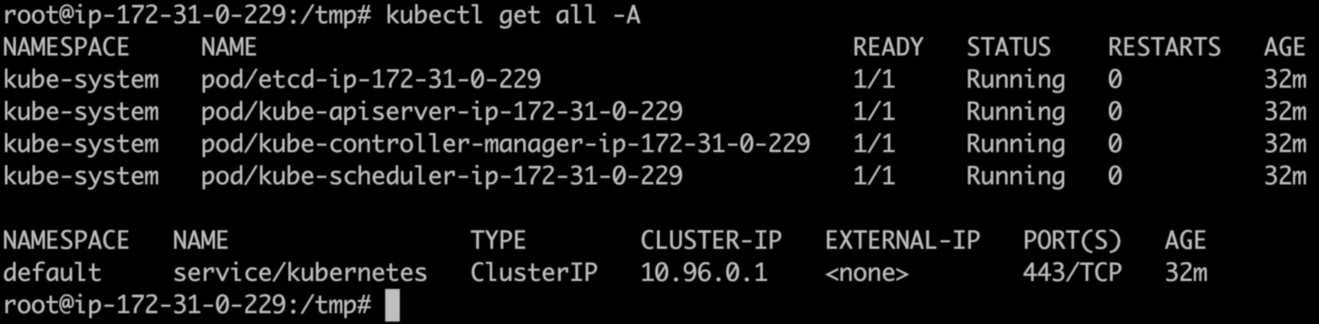 root@ip-172-31-0-229:/tmp# kubectl get all -A
NAMESPACE NAME READY STATUS RESTARTS AGE
kube-system pod/etcd-ip-172-31-0-229 1/1 Running 0 32m
kube-system pod/kube-apiserver-ip-172-31-0-229 1/1 Running 0 32m
kube-system pod/kube-controller-manager-ip-172-31-0-229 1/1 Running 0 32m
kube-system pod/kube-scheduler-ip-172-31-0-229 1/1 Running 0 32m
NAMESPACE NAME TYPE CLUSTER-IP EXTERNAL-IP PORT(S) AGE
default service/kubernetes ClusterIP 10.96.0.1 <none> 443/TCP 32m
root@ip-172-31-0-229:/tmp#